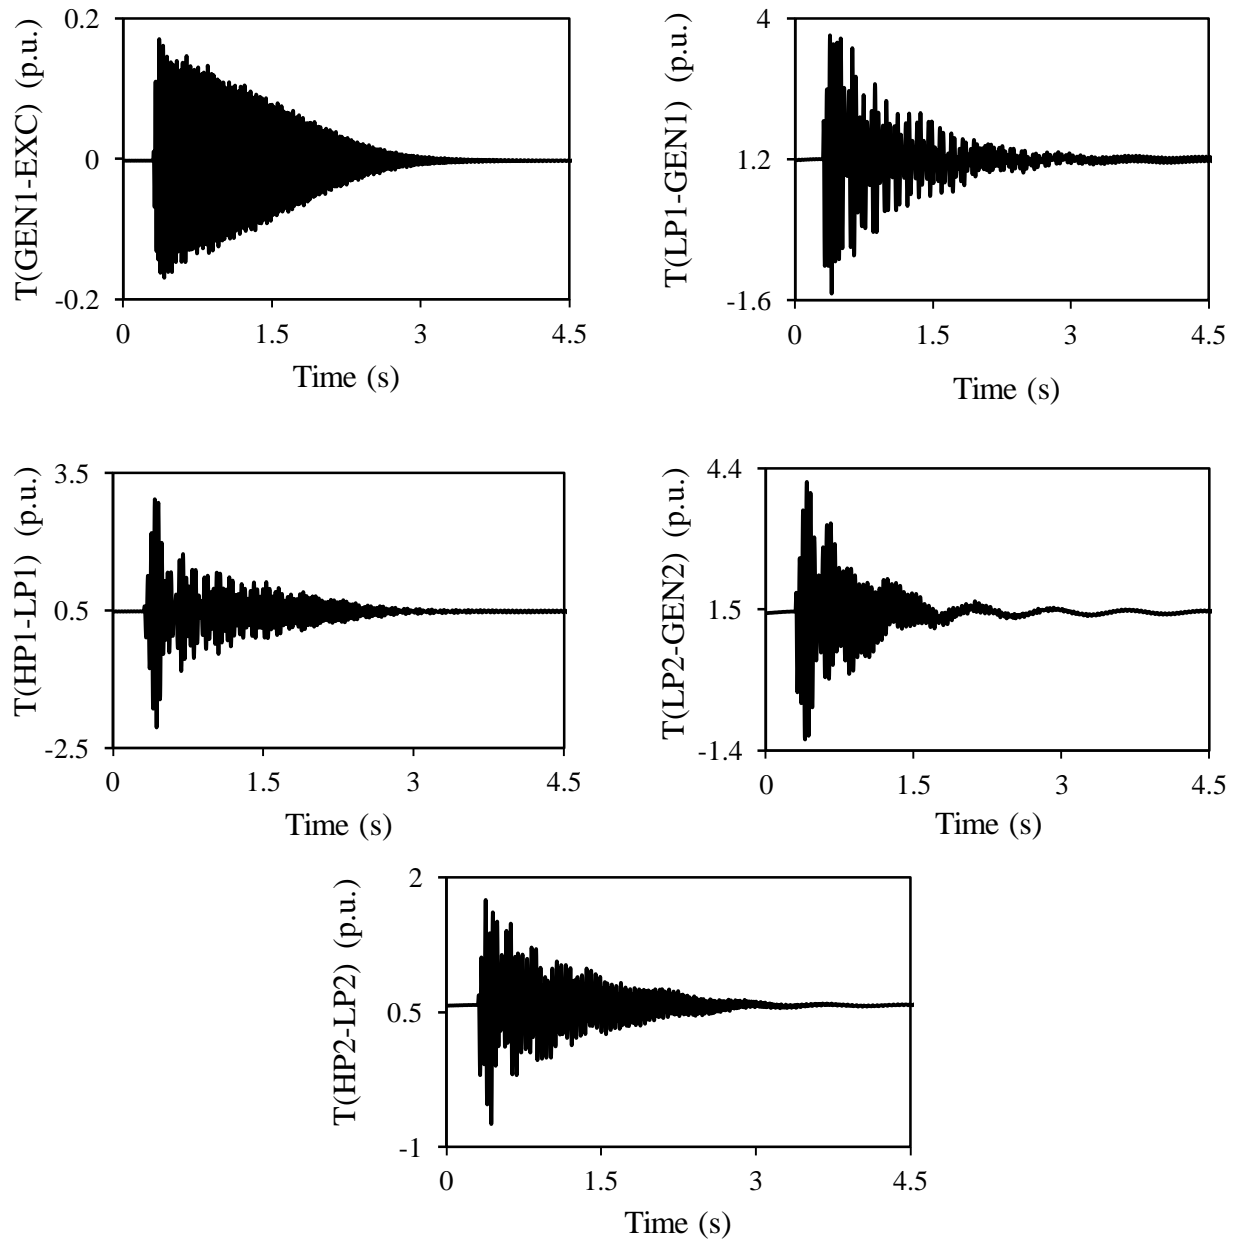 T(GEN1-EXC) (p.u.)
0.2
0
-0.2
0 1.5 3 4.5
Time (s)
T(LP1-GEN1) (p.u.)
4
1.2
-1.6
0 1.5 3 4.5
Time (s)
T(HP1-LP1) (p.u.)
3.5
0.5
-2.5
0 1.5 3 4.5
Time (s)
T(LP2-GEN2) (p.u.)
4.4
1.5
-1.4
0 1.5 3 4.5
Time (s)
T(HP2-LP2) (p.u.)
2
0.5
-1
0 1.5 3 4.5
Time (s)